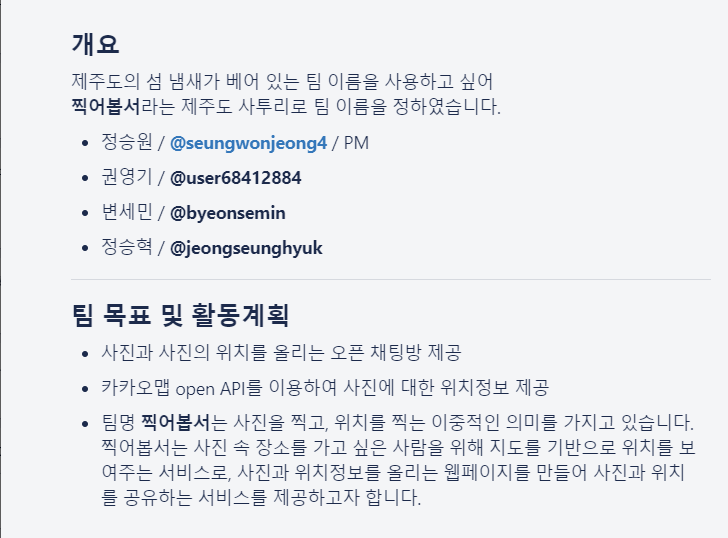 개요
제주도의 섬 냄새가 베어 있는 팀 이름을 사용하고 싶어
찍어봅서라는 제주도 사투리로 팀 이름을 정하였습니다.
• 정승원 / @seungwonjeong4 / PM
• 권영기 / @user68412884
• 변세민 / @byeonsemin
• 정승혁 / @jeongseunghyuk
팀 목표 및 활동계획
• 사진과 사진의 위치를 올리는 오픈 채팅방 제공
• 카카오맵 open API를 이용하여 사진에 대한 위치정보 제공
• 팀명 찍어봅서는 사진을 찍고, 위치를 찍는 이중적인 의미를 가지고 있습니다.
찍어봅서는 사진 속 장소를 가고 싶은 사람을 위해 지도를 기반으로 위치를 보
여주는 서비스로, 사진과 위치정보를 올리는 웹페이지를 만들어 사진과 위치
를 공유하는 서비스를 제공하고자 합니다.